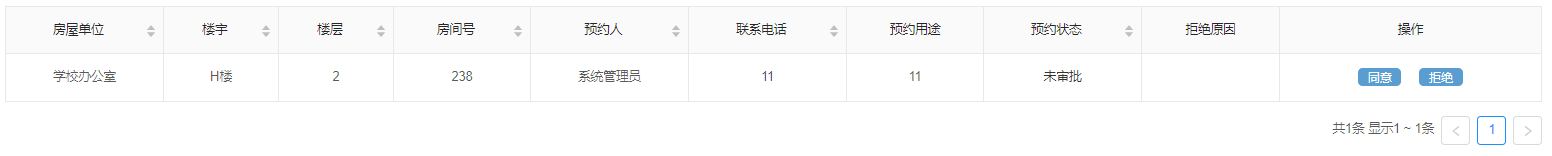 房屋单位 楼宇 楼层 房间号 预约人 联系电话 预约用途 预约状态 拒绝原因 操作
学校办公室 H楼 2 238 系统管理员 11 11 未审批 同意 拒绝
共1条 显示1 ~ 1条 < 1 >